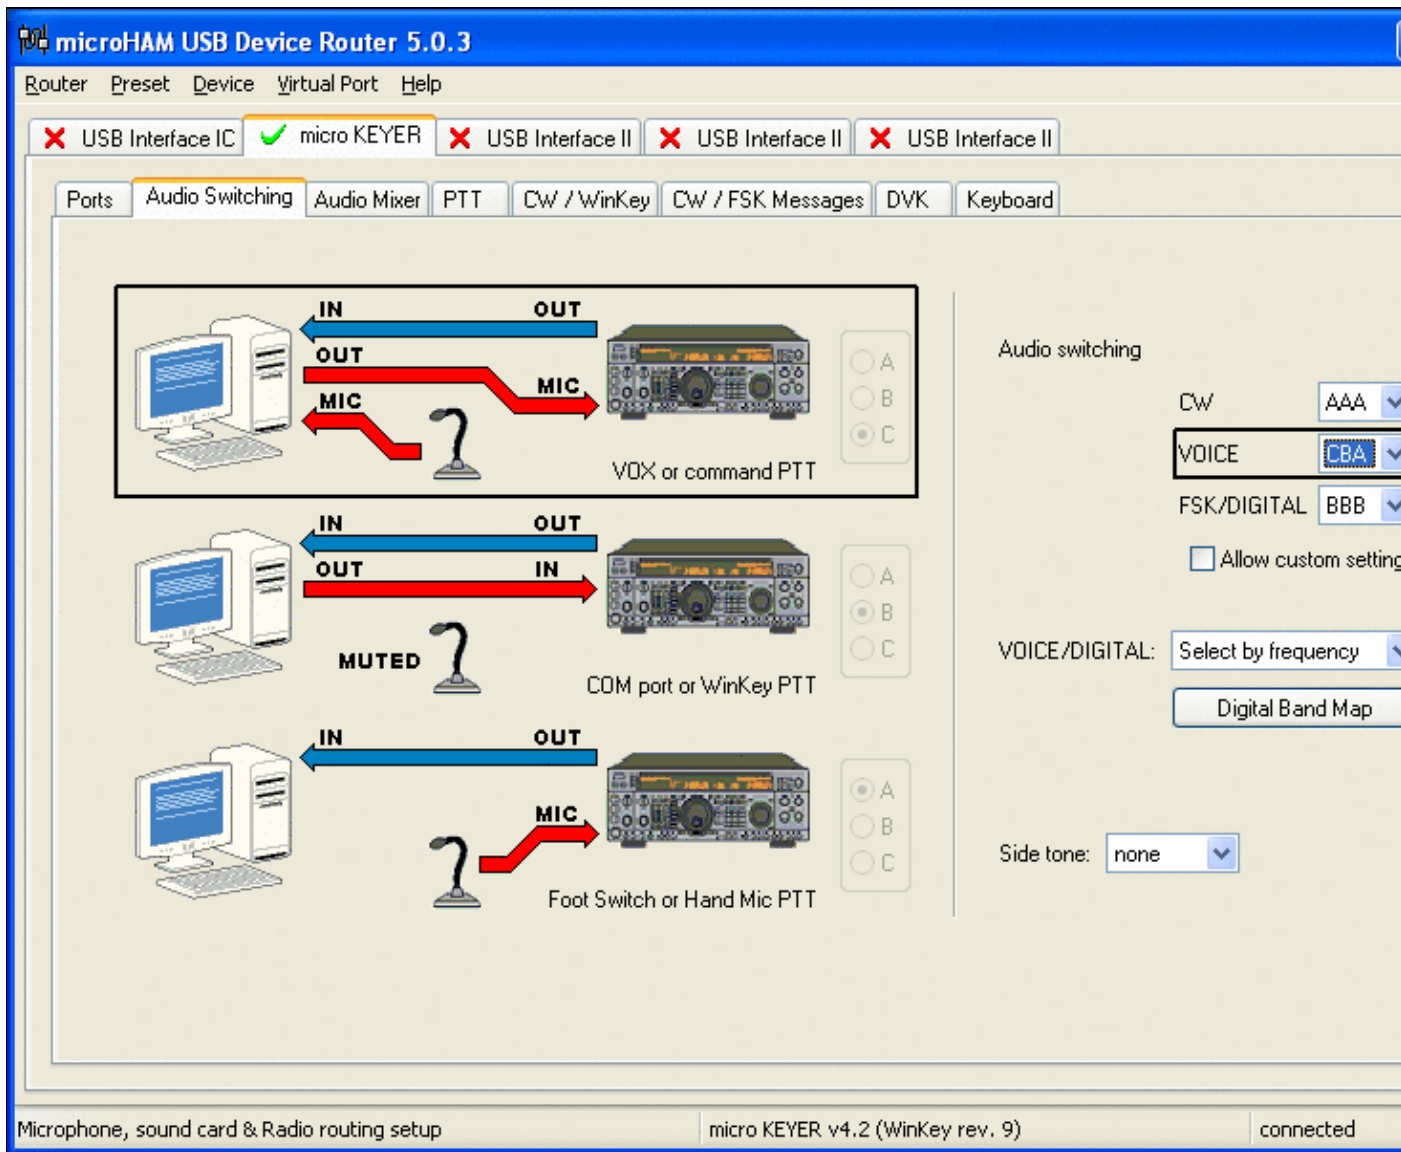 microHAM USB Device Router 5.0.3
Router Preset Device Virtual Port Help
USB Interface IC micro KEYER USB Interface II USB Interface II USB Interface II
Ports Audio Switching Audio Mixer PTT CW / WinKey CW / FSK Messages DVK Keyboard
IN OUT
OUT
MIC
MIC
A
B
C
VOX or command PTT
IN OUT
OUT IN
MUTED
A
B
C
COM port or WinKey PTT
IN OUT
MIC
A
B
C
Foot Switch or Hand Mic PTT
Audio switching
CW AAA
VOICE CBA
FSK/DIGITAL BBB
Allow custom setting
VOICE/DIGITAL: Select by frequency
Digital Band Map
Side tone: none
Microphone, sound card & Radio routing setup micro KEYER v4.2 (WinKey rev. 9) connected